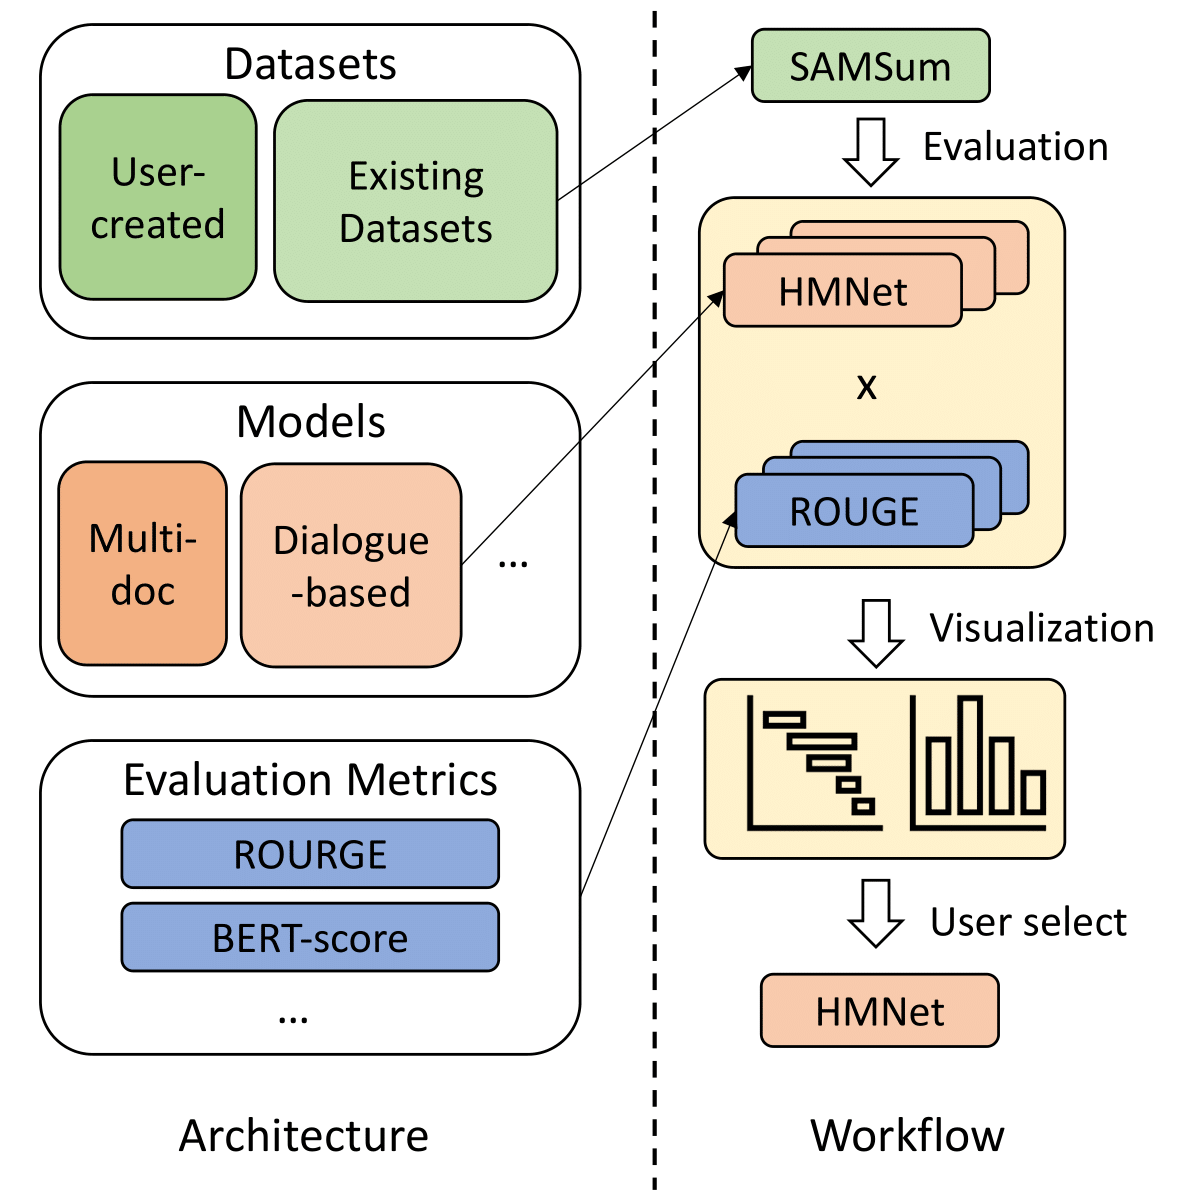 Datasets
User-
created
Existing
Datasets
Models
Multi-
doc
Dialogue
-based
...
Evaluation Metrics
ROURGE
BERT-score
...
Architecture
SAMSum
Evaluation
HMNet
x
ROUGE
Visualization
User select
HMNet
Workflow